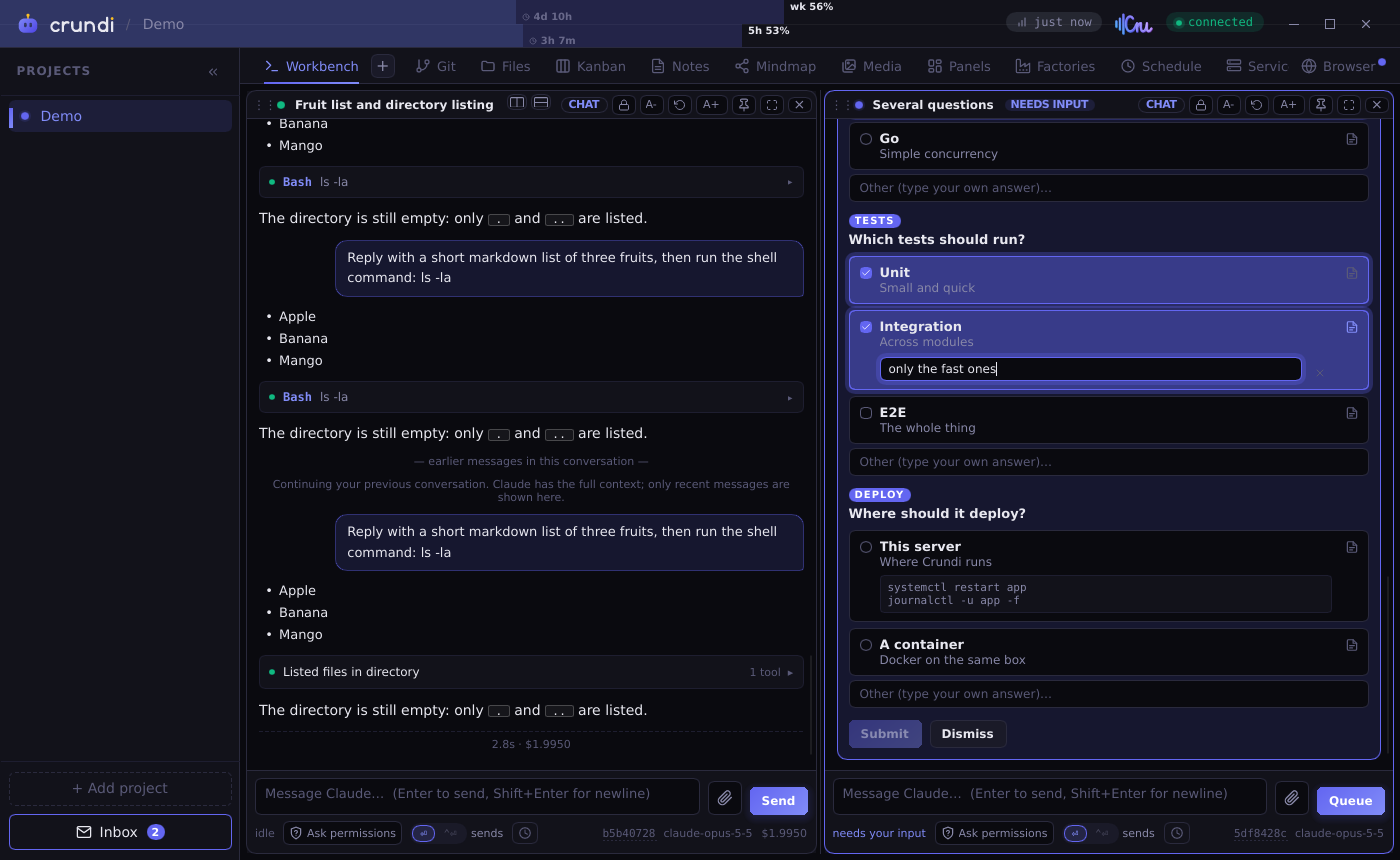 crundi / Demo
4d 10h
wk 56%
3h 7m
5h 53%
just now
Cru
connected
PROJECTS «
Demo
+ Add project
Inbox 2
Workbench + Git Files Kanban Notes Mindmap Media Panels Factories Schedule Servic Browser
Fruit list and directory listing CHAT A- A+
• Banana
• Mango
Bash ls -la
The directory is still empty: only . and .. are listed.
Reply with a short markdown list of three fruits, then run the shell
command: ls -la
• Apple
• Banana
• Mango
Bash ls -la
The directory is still empty: only . and .. are listed.
— earlier messages in this conversation —
Continuing your previous conversation. Claude has the full context; only recent messages are
shown here.
Reply with a short markdown list of three fruits, then run the shell
command: ls -la
• Apple
• Banana
• Mango
Listed files in directory 1 tool
The directory is still empty: only . and .. are listed.
2.8s · $1.9950
Message Claude... (Enter to send, Shift+Enter for newline)
Send
idle Ask permissions sends b5b40728 claude-opus-5-5 $1.9950
Several questions NEEDS INPUT CHAT A- A+
Go
Simple concurrency
Other (type your own answer)...
TESTS
Which tests should run?
Unit
Small and quick
Integration
Across modules
only the fast ones
E2E
The whole thing
Other (type your own answer)...
DEPLOY
Where should it deploy?
This server
Where Crundi runs
systemctl restart app
journalctl -u app -f
A container
Docker on the same box
Other (type your own answer)...
Submit Dismiss
Message Claude... (Enter to send, Shift+Enter for newline)
Queue
needs your input Ask permissions sends 5df8428c claude-opus-5-5